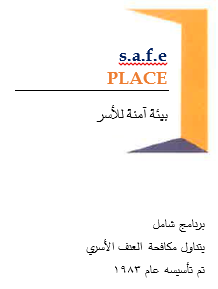 s.a.f.e
PLACE
بيئة آمنة للأسر
برنامج شامل
يتناول مكافحة العنف الأسري
تم تأسيسه عام ١٩٨٣